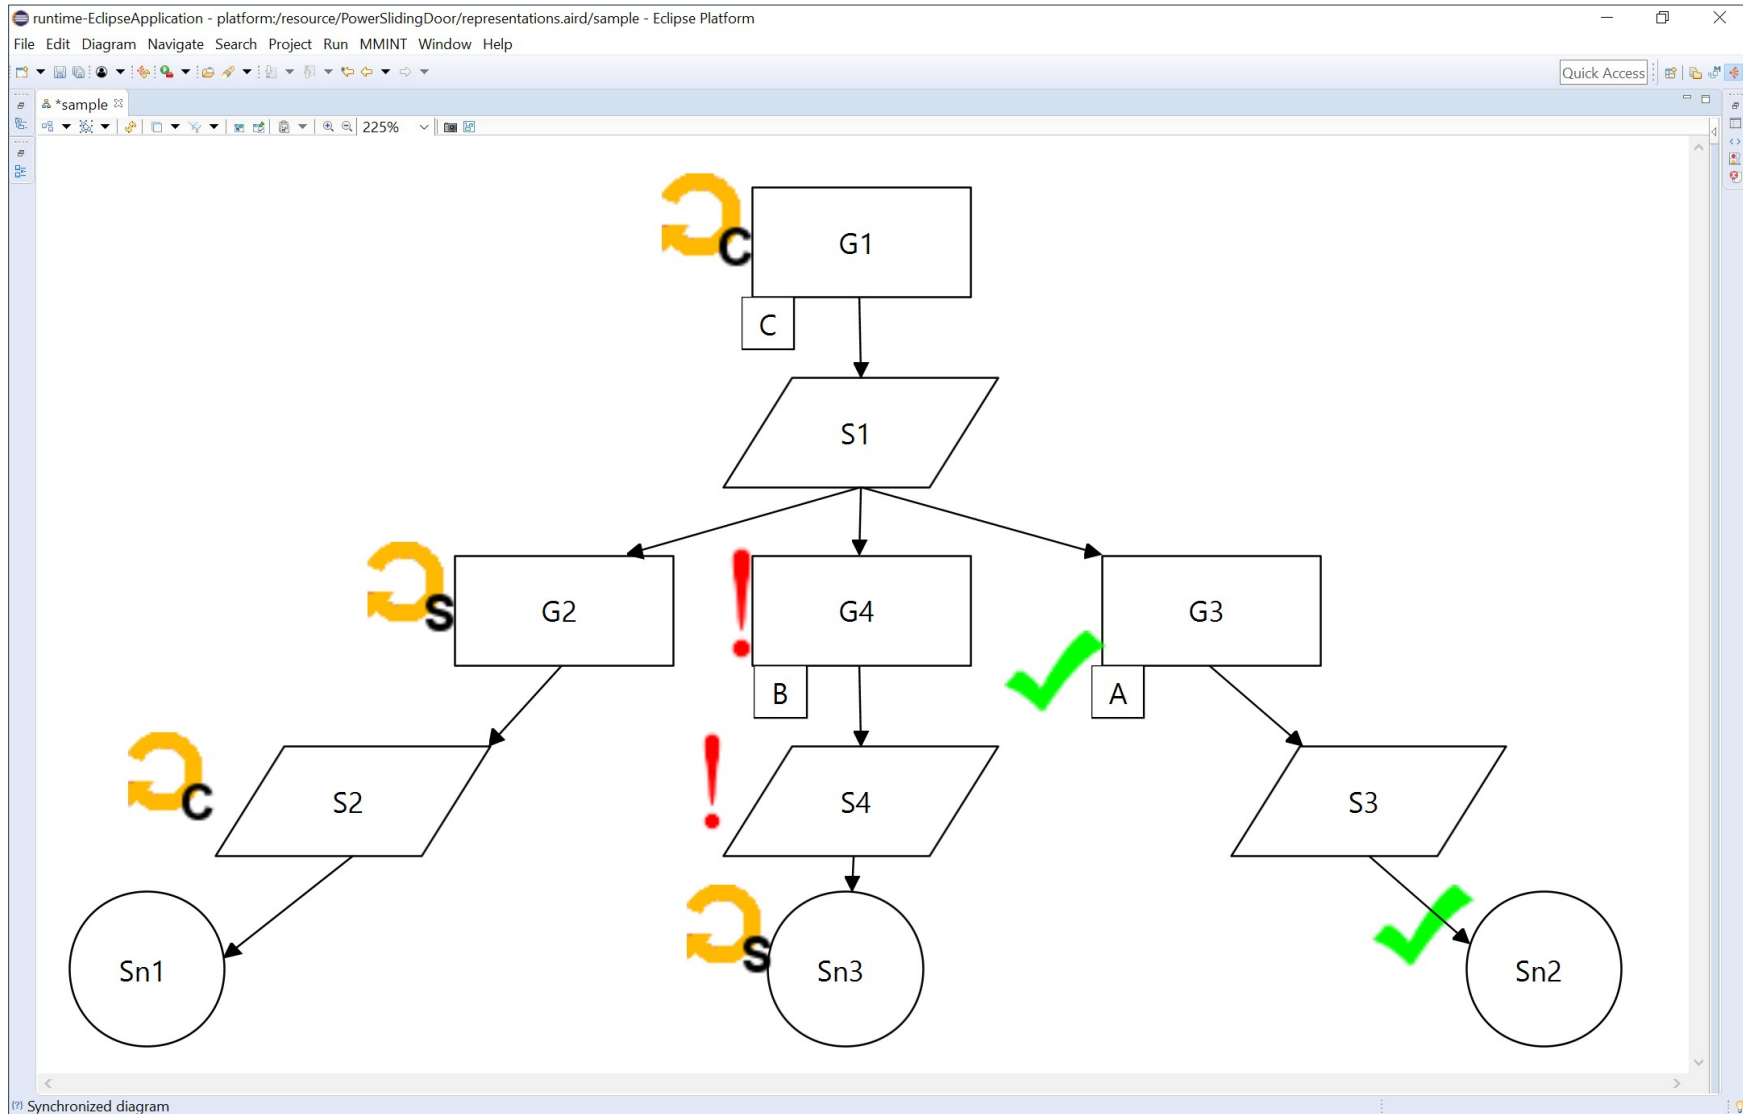 runtime-EclipseApplication - platform:/resource/PowerSlidingDoor/representations.aird/sample - Eclipse Platform
File Edit Diagram Navigate Search Project Run MMINT Window Help
Quick Access
*sample
225%
C
G1
C
S1
S
G2
G4
G3
B
A
C
S2
S4
S3
S
Sn1
Sn3
Sn2
Synchronized diagram